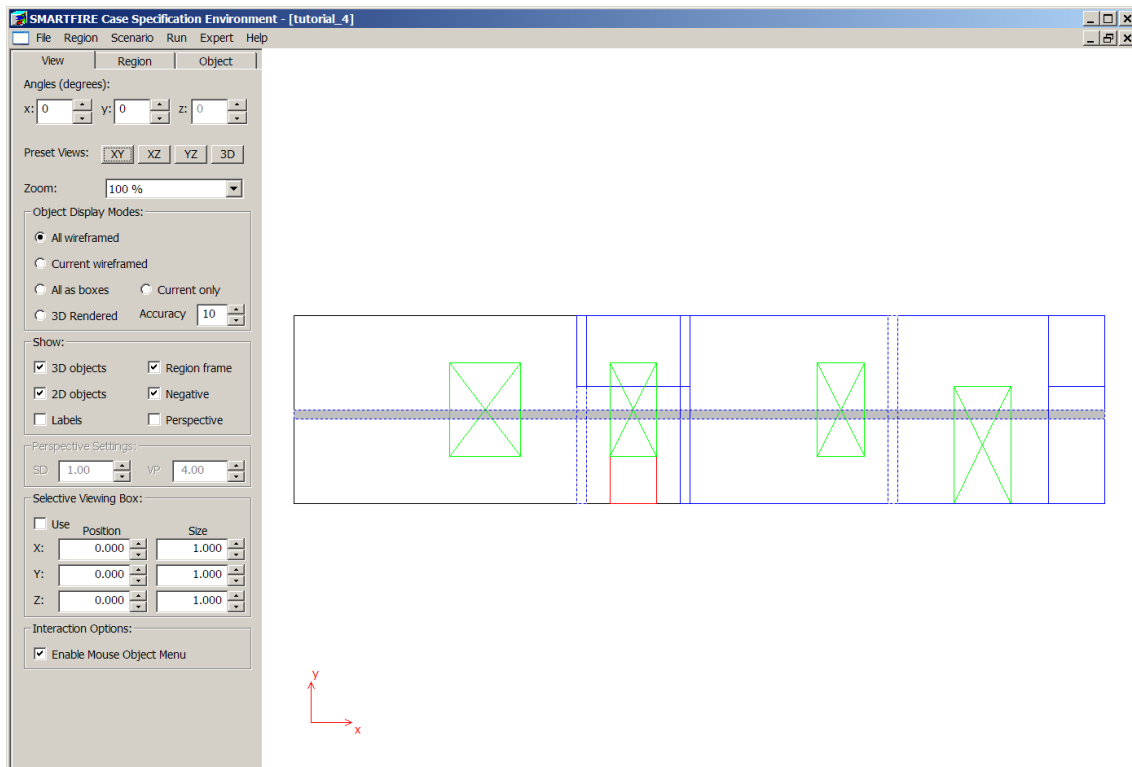 SMARTFIRE Case Specification Environment - [tutorial_4]
File Region Scenario Run Expert Help
View Region Object
Angles (degrees):
x: 0 y: 0 z: 0
Preset Views: XY XZ YZ 3D
Zoom: 100 %
Object Display Modes:
All wireframed
Current wireframed
All as boxes Current only
3D Rendered Accuracy 10
Show:
3D objects Region frame
2D objects Negative
Labels Perspective
Perspective Settings:
SD 1.00 VP 4.00
Selective Viewing Box:
Use Position Size
X: 0.000 1.000
Y: 0.000 1.000
Z: 0.000 1.000
Interaction Options:
Enable Mouse Object Menu
y
x